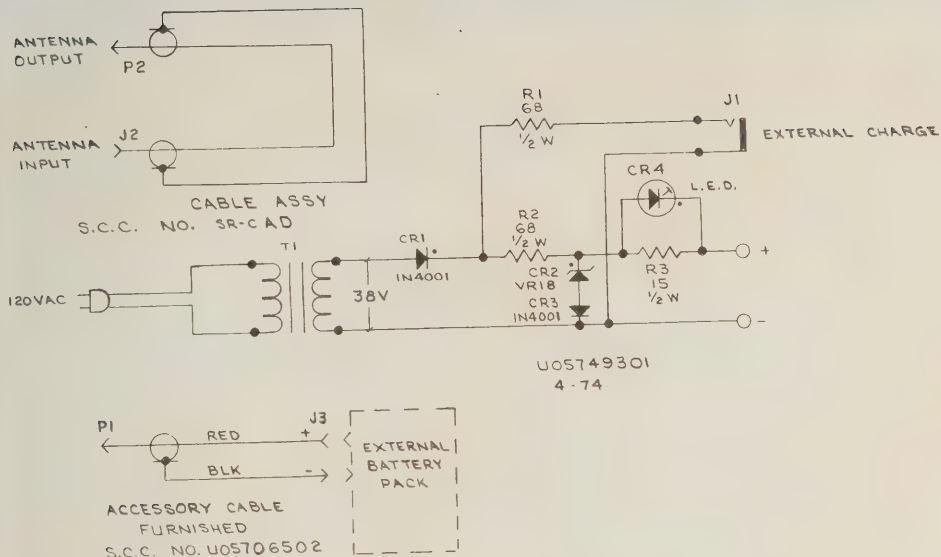 ANTENNA
OUTPUT
P2
ANTENNA
INPUT
J2
CABLE ASSY
S.C.C. NO. SR-CAD
R1
68
1/2 W
J1
EXTERNAL CHARGE
CR4
L.E.D.
T1
120VAC
38V
CR1
1N4001
R2
68
1/2 W
CR2
VR18
CR3
1N4001
R3
15
1/2 W
+
-
U05749301
4-74
P1
RED
BLK
J3
+
-
EXTERNAL
BATTERY
PACK
ACCESSORY CABLE
FURNISHED
S.C.C. NO. U05706502